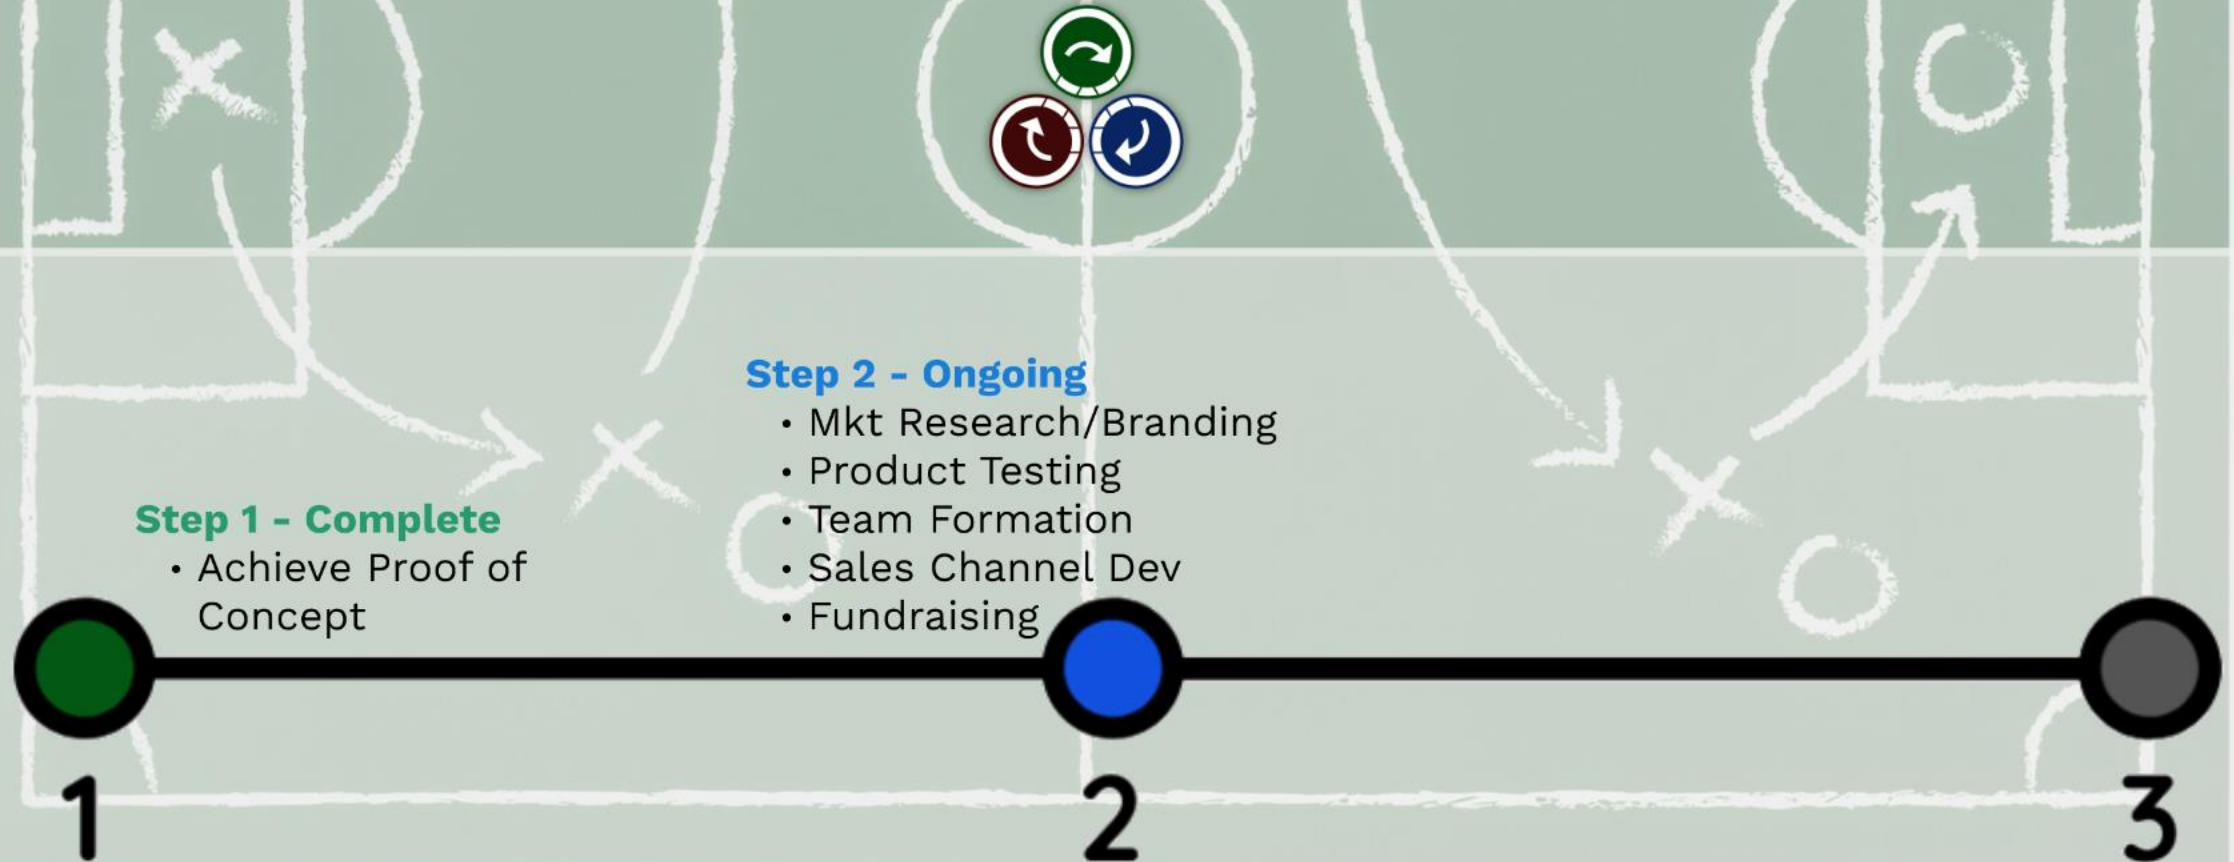 Step 1 - Complete
• Achieve Proof of
Concept
Step 2 - Ongoing
• Mkt Research/Branding
• Product Testing
• Team Formation
• Sales Channel Dev
• Fundraising
1
2
3